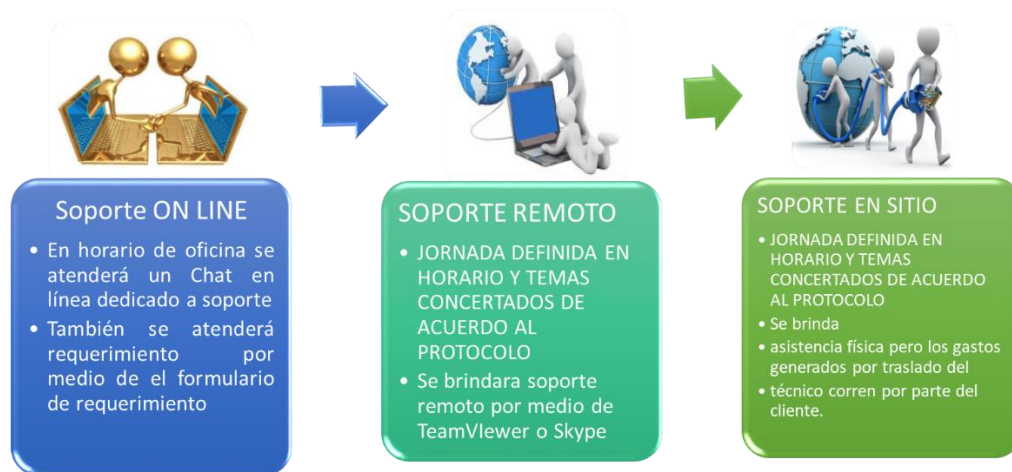 Soporte ON LINE
• En horario de oficina se
atenderá un Chat en
línea dedicado a soporte
• También se atenderá
requerimiento por
medio de el formulario
de requerimiento
SOPORTE REMOTO
• JORNADA DEFINIDA EN
HORARIO Y TEMAS
CONCERTADOS DE
ACUERDO AL
PROTOCOLO
• Se brindara soporte
remoto por medio de
TeamVIewer o Skype
SOPORTE EN SITIO
• JORNADA DEFINIDA EN
HORARIO Y TEMAS
CONCERTADOS DE ACUERDO
AL PROTOCOLO
• Se brinda
• asistencia física pero los gastos
generados por traslado del
• técnico corren por parte del
cliente.